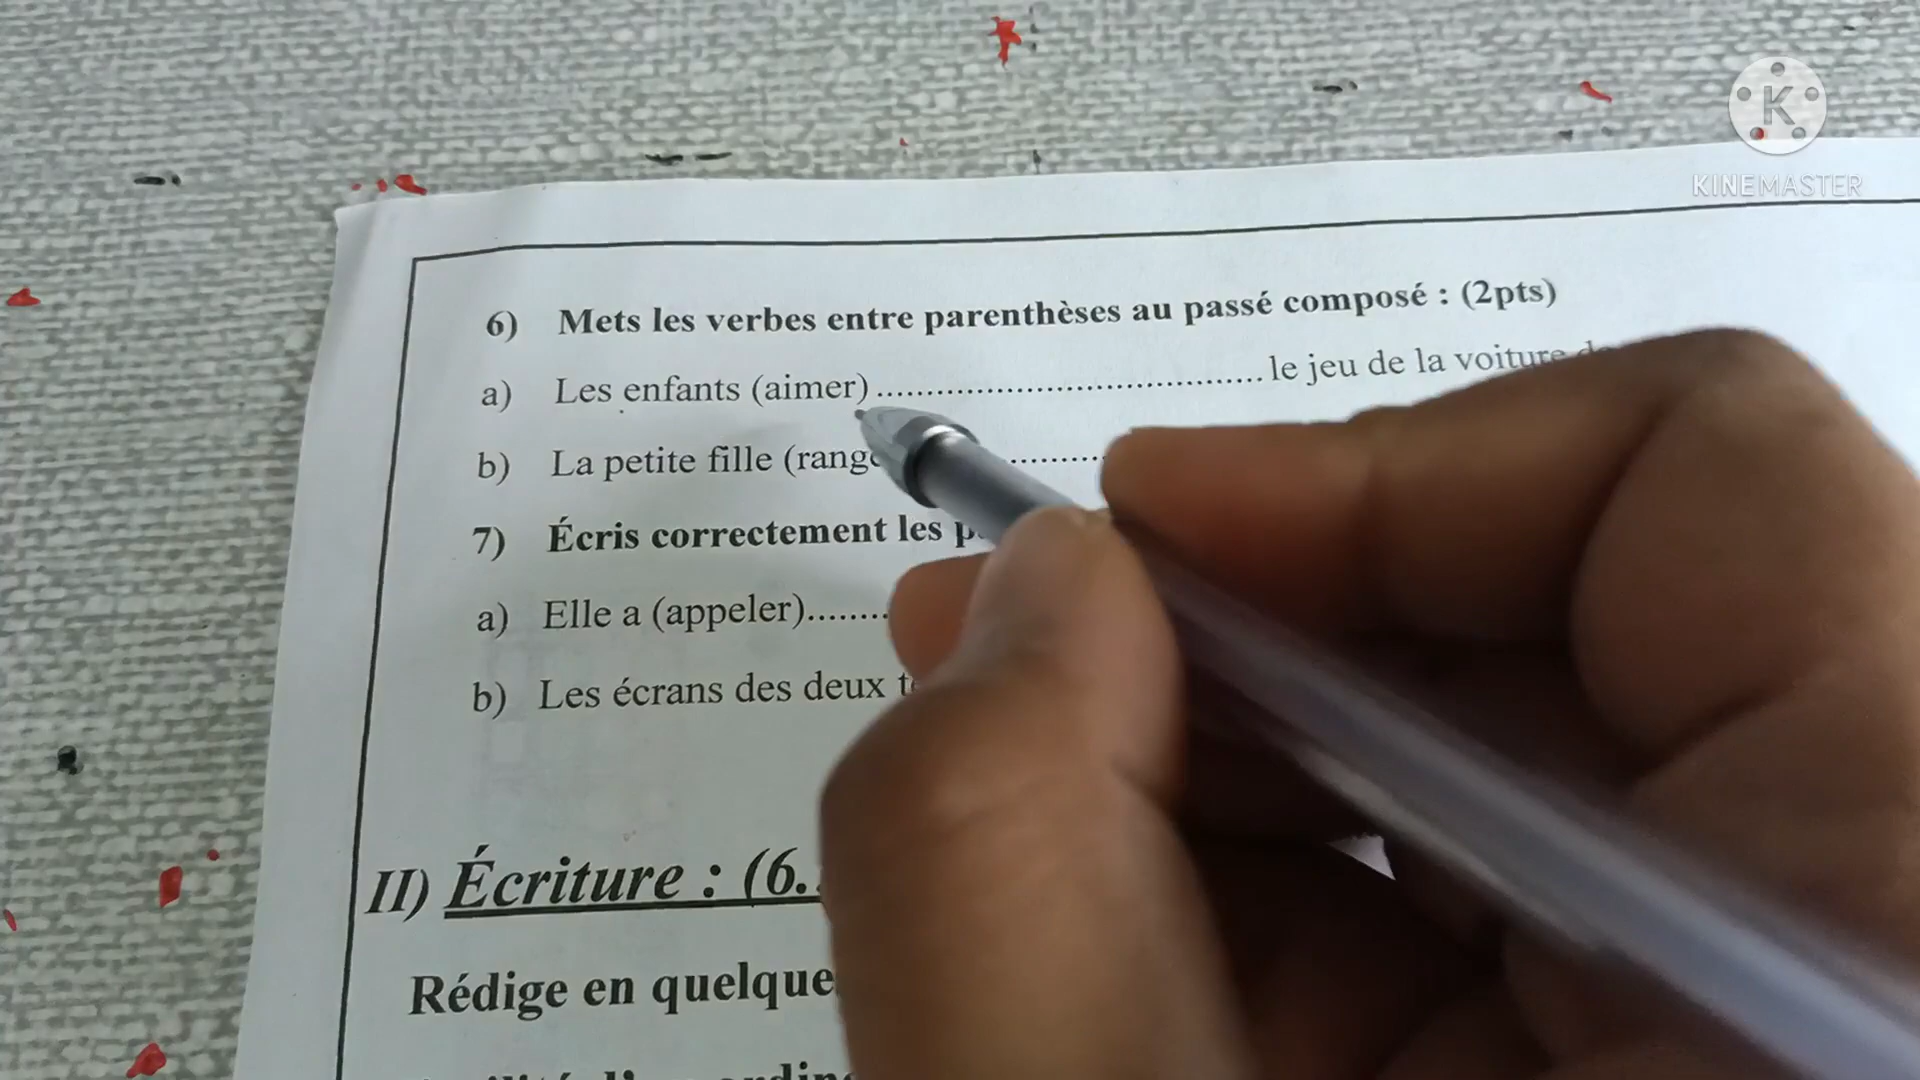 KINEMASTER
6) Mets les verbes entre parenthèses au passé composé : (2pts)
a) Les enfants (aimer) ........................................ le jeu de la voiture
b) La petite fille ..........
7) Écris correctement les
a) Elle a (appeler)........
b) Les écrans des deux
II) Écriture : (6.
Rédige en